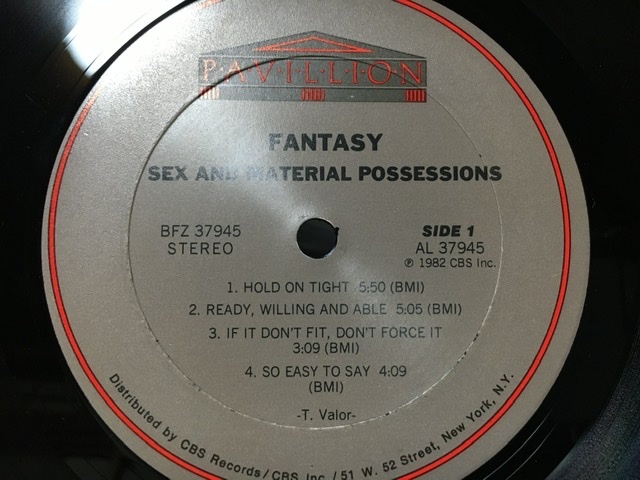 PAVILLION
FANTASY
SEX AND MATERIAL POSSESSIONS
BFZ 37945
STEREO
SIDE 1
AL 37945
℗ 1982 CBS Inc.
1. HOLD ON TIGHT 5:50 (BMI)
2. READY, WILLING AND ABLE 5:05 (BMI)
3. IF IT DON'T FIT, DON'T FORCE IT
3:09 (BMI)
4. SO EASY TO SAY 4:09
(BMI)
-T. Valor-
Distributed by CBS Records / CBS Inc. / 51 W. 52 Street, New York, N.Y.